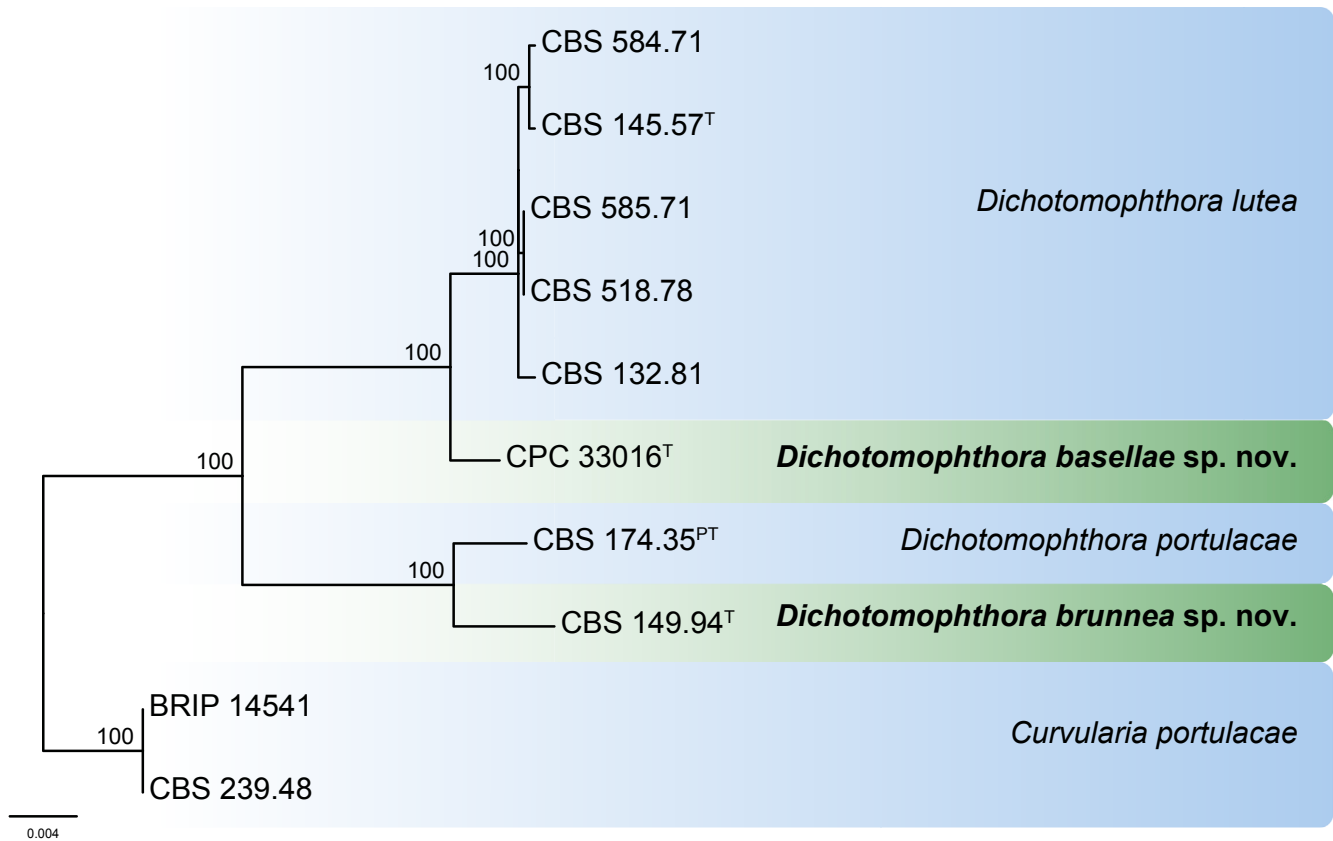 CBS 584.71
100
CBS 145.57ᵀ
Dichotomophthora lutea
CBS 585.71
100
100
CBS 518.78
100
CBS 132.81
CPC 33016ᵀ Dichotomophthora basellae sp. nov.
100
CBS 174.35ᴾᵀ Dichotomophthora portulacae
100
CBS 149.94ᵀ Dichotomophthora brunnea sp. nov.
BRIP 14541
Curvularia portulacae
100
CBS 239.48
0.004